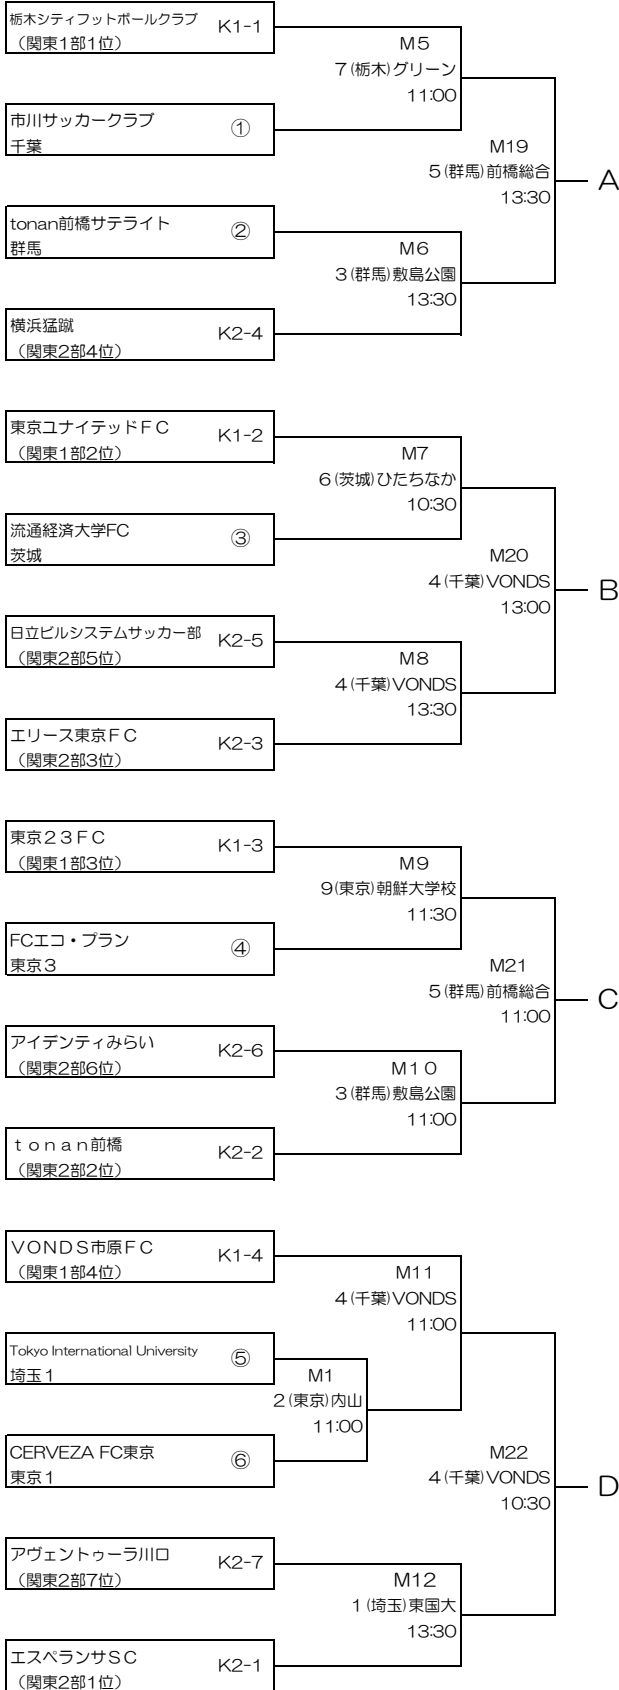 栃木シティフットボールクラブ
（関東1部1位）
K1-1
M5
7(栃木)グリーン
11:00
市川サッカークラブ
千葉
①
M19
5(群馬)前橋総合
13:30
A
tonan前橋サテライト
群馬
②
M6
3(群馬)敷島公園
13:30
横浜猛蹴
（関東2部4位）
K2-4
東京ユナイテッドＦＣ
（関東1部2位）
K1-2
M7
6(茨城)ひたちなか
10:30
流通経済大学FC
茨城
③
M20
4(千葉)VONDS
13:00
B
日立ビルシステムサッカー部
（関東2部5位）
K2-5
M8
4(千葉)VONDS
13:30
エリース東京ＦＣ
（関東2部3位）
K2-3
東京２３ＦＣ
（関東1部3位）
K1-3
M9
9(東京)朝鮮大学校
11:30
FCエコ・プラン
東京３
④
M21
5(群馬)前橋総合
11:00
C
アイデンティみらい
（関東2部6位）
K2-6
M１０
3(群馬)敷島公園
11:00
ｔｏｎａｎ前橋
（関東2部2位）
K2-2
ＶＯＮＤＳ市原ＦＣ
（関東1部4位）
K1-4
M11
4(千葉)VONDS
11:00
Tokyo International University
埼玉１
⑤
M1
2(東京)内山
11:00
CERVEZA FC東京
東京１
⑥
M22
4(千葉)VONDS
10:30
D
アヴェントゥーラ川口
（関東2部7位）
K2-7
M12
1(埼玉)東国大
13:30
エスペランサＳＣ
（関東2部1位）
K2-1